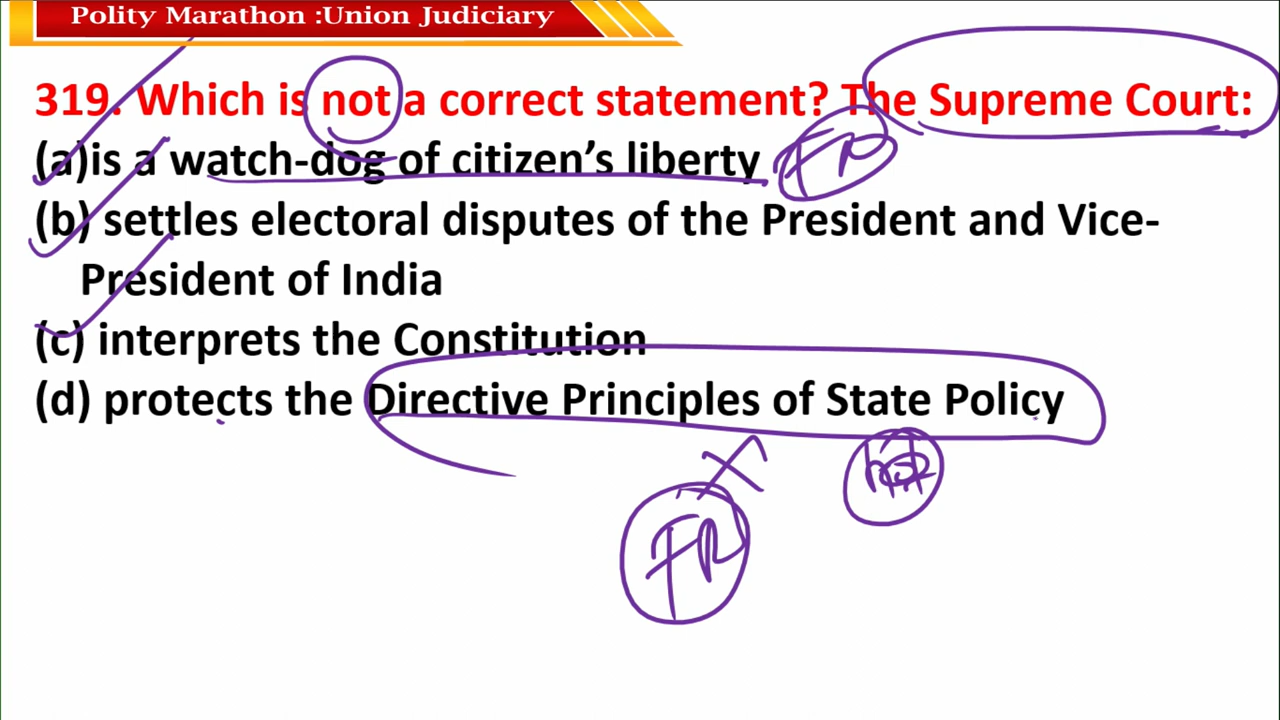 Polity Marathon :Union Judiciary
319. Which is not a correct statement? The Supreme Court:
(a)is a watch-dog of citizen’s liberty FR
(b) settles electoral disputes of the President and Vice-
President of India
(c) interprets the Constitution
(d) protects the Directive Principles of State Policy
FR